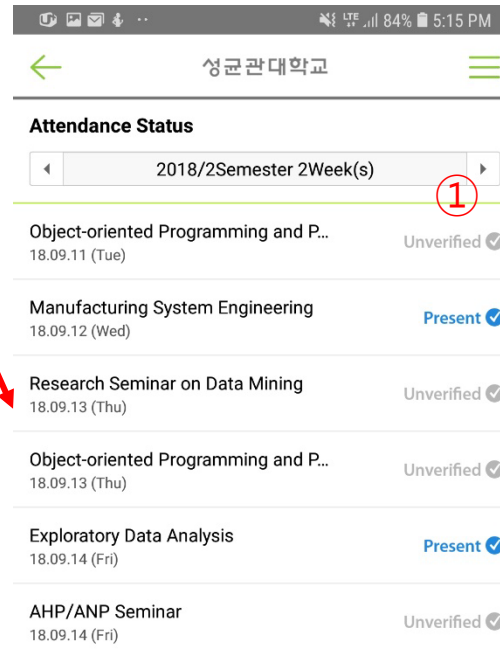 LTE 84% 5:15 PM
성균관대학교
Attendance Status
2018/2Semester 2Week(s)
①
Object-oriented Programming and P... Unverified
18.09.11 (Tue)
Manufacturing System Engineering Present
18.09.12 (Wed)
Research Seminar on Data Mining Unverified
18.09.13 (Thu)
Object-oriented Programming and P... Unverified
18.09.13 (Thu)
Exploratory Data Analysis Present
18.09.14 (Fri)
AHP/ANP Seminar Unverified
18.09.14 (Fri)